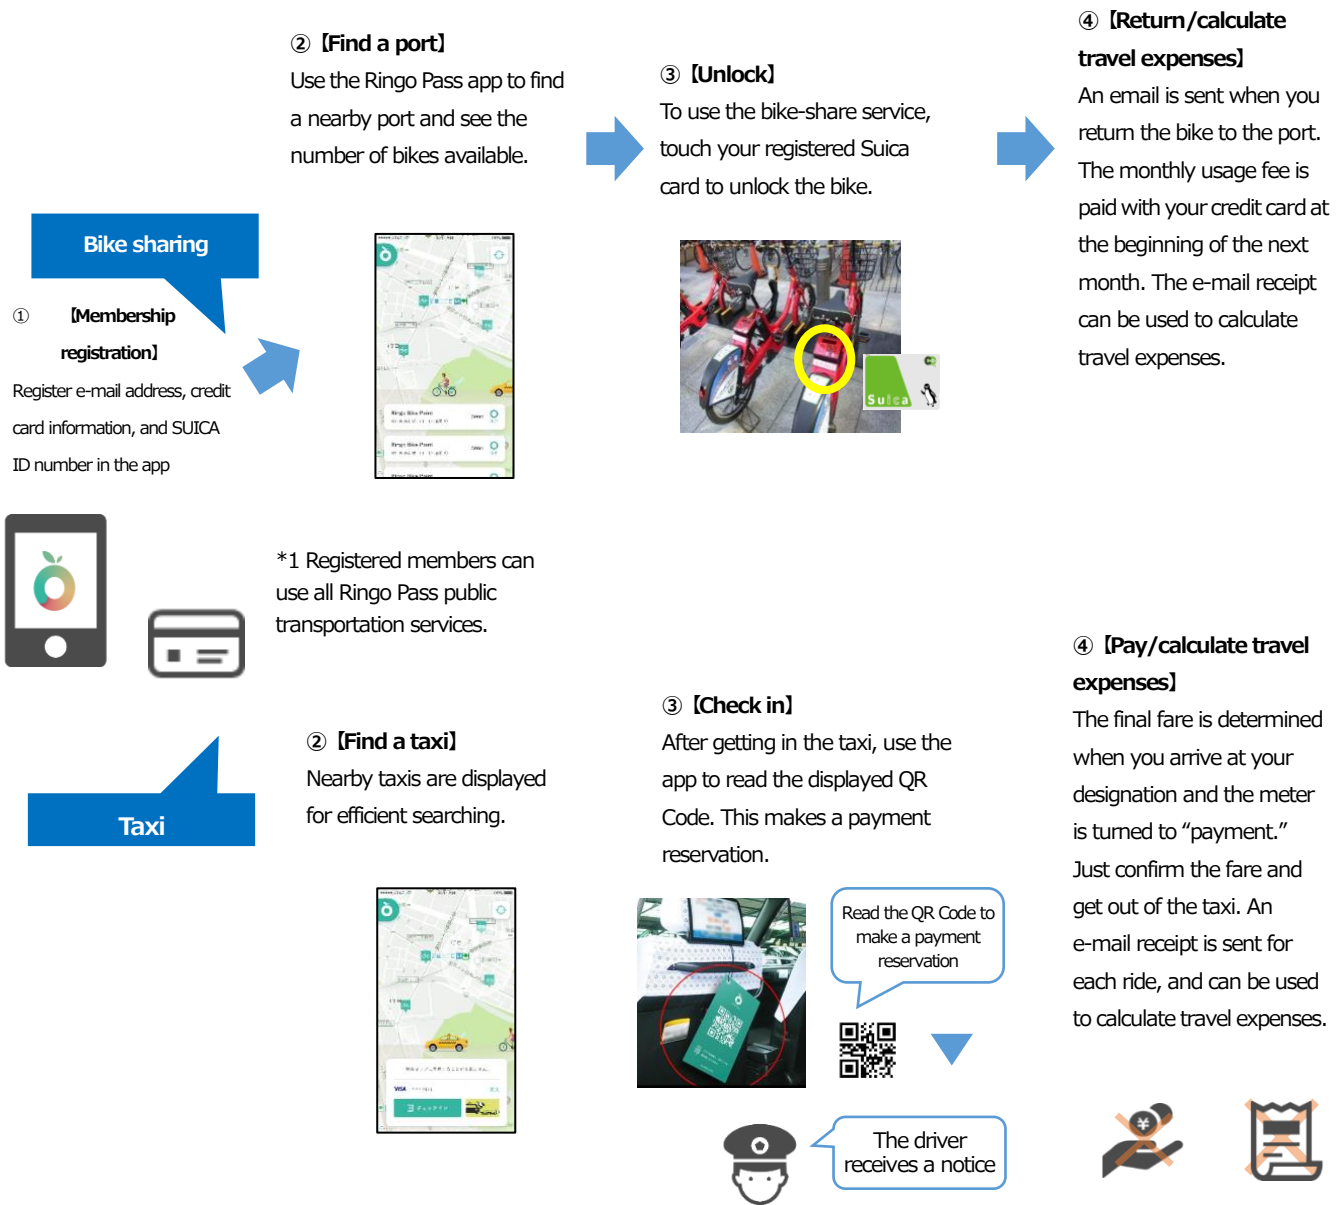 ② 【Find a port】
Use the Ringo Pass app to find
a nearby port and see the
number of bikes available.
③ 【Unlock】
To use the bike-share service,
touch your registered Suica
card to unlock the bike.
④ 【Return/calculate
travel expenses】
An email is sent when you
return the bike to the port.
The monthly usage fee is
paid with your credit card at
the beginning of the next
month. The e-mail receipt
can be used to calculate
travel expenses.
Bike sharing
① 【Membership
registration】
Register e-mail address, credit
card information, and SUICA
ID number in the app
Ringo Bike Point
Ringo Bike Point
Ringo Bike Point
Suica
*1 Registered members can
use all Ringo Pass public
transportation services.
Taxi
② 【Find a taxi】
Nearby taxis are displayed
for efficient searching.
VISA
③ 【Check in】
After getting in the taxi, use the
app to read the displayed QR
Code. This makes a payment
reservation.
Read the QR Code to
make a payment
reservation
The driver
receives a notice
④ 【Pay/calculate travel
expenses】
The final fare is determined
when you arrive at your
designation and the meter
is turned to “payment.”
Just confirm the fare and
get out of the taxi. An
e-mail receipt is sent for
each ride, and can be used
to calculate travel expenses.
¥